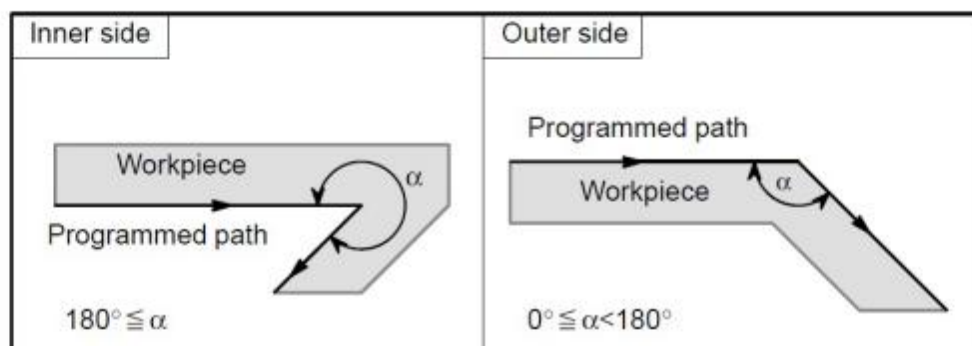 Inner side
Workpiece
α
Programmed path
180°≦α
Outer side
Programmed path
α
Workpiece
0°≦α<180°